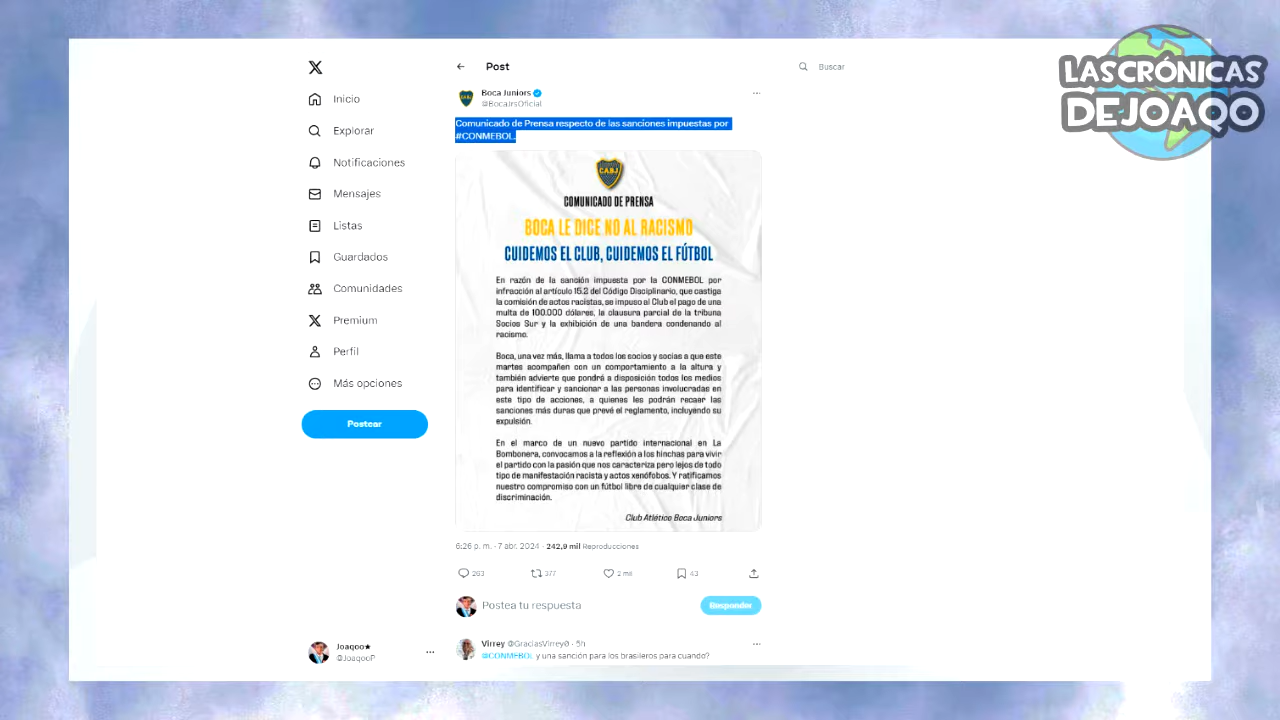 LAS CRÓNICAS
DE JOAQO
Inicio
Explorar
Notificaciones
Mensajes
Listas
Guardados
Comunidades
Premium
Perfil
Más opciones
Postear
Joaqoo★
@JoaqooP
Post
Buscar
Boca Juniors
@BocaJrsOficial
Comunicado de Prensa respecto de las sanciones impuestas por
#CONMEBOL.
CABJ
COMUNICADO DE PRENSA
BOCA LE DICE NO AL RACISMO
CUIDEMOS EL CLUB, CUIDEMOS EL FÚTBOL
En razón de la sanción impuesta por la CONMEBOL por
infracción al artículo 15.2 del Código Disciplinario, que castiga
la comisión de actos racistas, se impuso al Club el pago de una
multa de 100.000 dólares, la clausura parcial de la tribuna
Socios Sur y la exhibición de una bandera condenando al
racismo.
Boca, una vez más, llama a todos los socios y socias a que este
martes acompañen con un comportamiento a la altura y
también advierte que pondrá a disposición todos los medios
para identificar y sancionar a las personas involucradas en
este tipo de acciones, a quienes les podrán recaer las
sanciones más duras que prevé el reglamento, incluyendo su
expulsión.
En el marco de un nuevo partido internacional en La
Bombonera, convocamos a la reflexión a los hinchas para vivir
el partido con la pasión que nos caracteriza pero lejos de todo
tipo de manifestación racista y actos xenófobos. Y ratificamos
nuestro compromiso con un fútbol libre de cualquier clase de
discriminación.
Club Atlético Boca Juniors
6:26 p. m. · 7 abr. 2024 · 242,9 mil Reproducciones
263 377 2 mil 43
Postea tu respuesta
Responder
Virrey @GraciasVirrey0 · 5h
@CONMEBOL y una sanción para los brasileros para cuando?